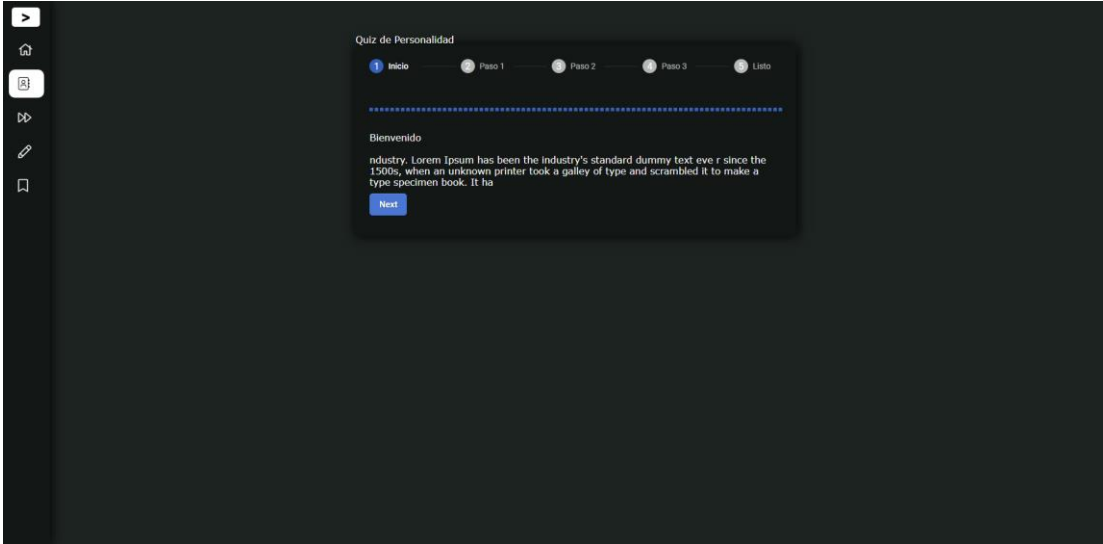 Quiz de Personalidad
1 Inicio 2 Paso 1 3 Paso 2 4 Paso 3 5 Listo
Bienvenido
ndustry. Lorem Ipsum has been the industry's standard dummy text eve r since the
1500s, when an unknown printer took a galley of type and scrambled it to make a
type specimen book. It ha
Next